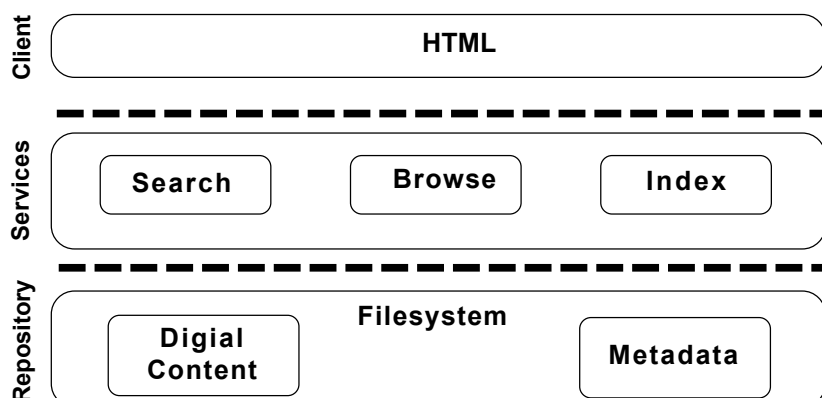 Client
HTML
Services
Search
Browse
Index
Repository
Filesystem
Digial
Content
Metadata